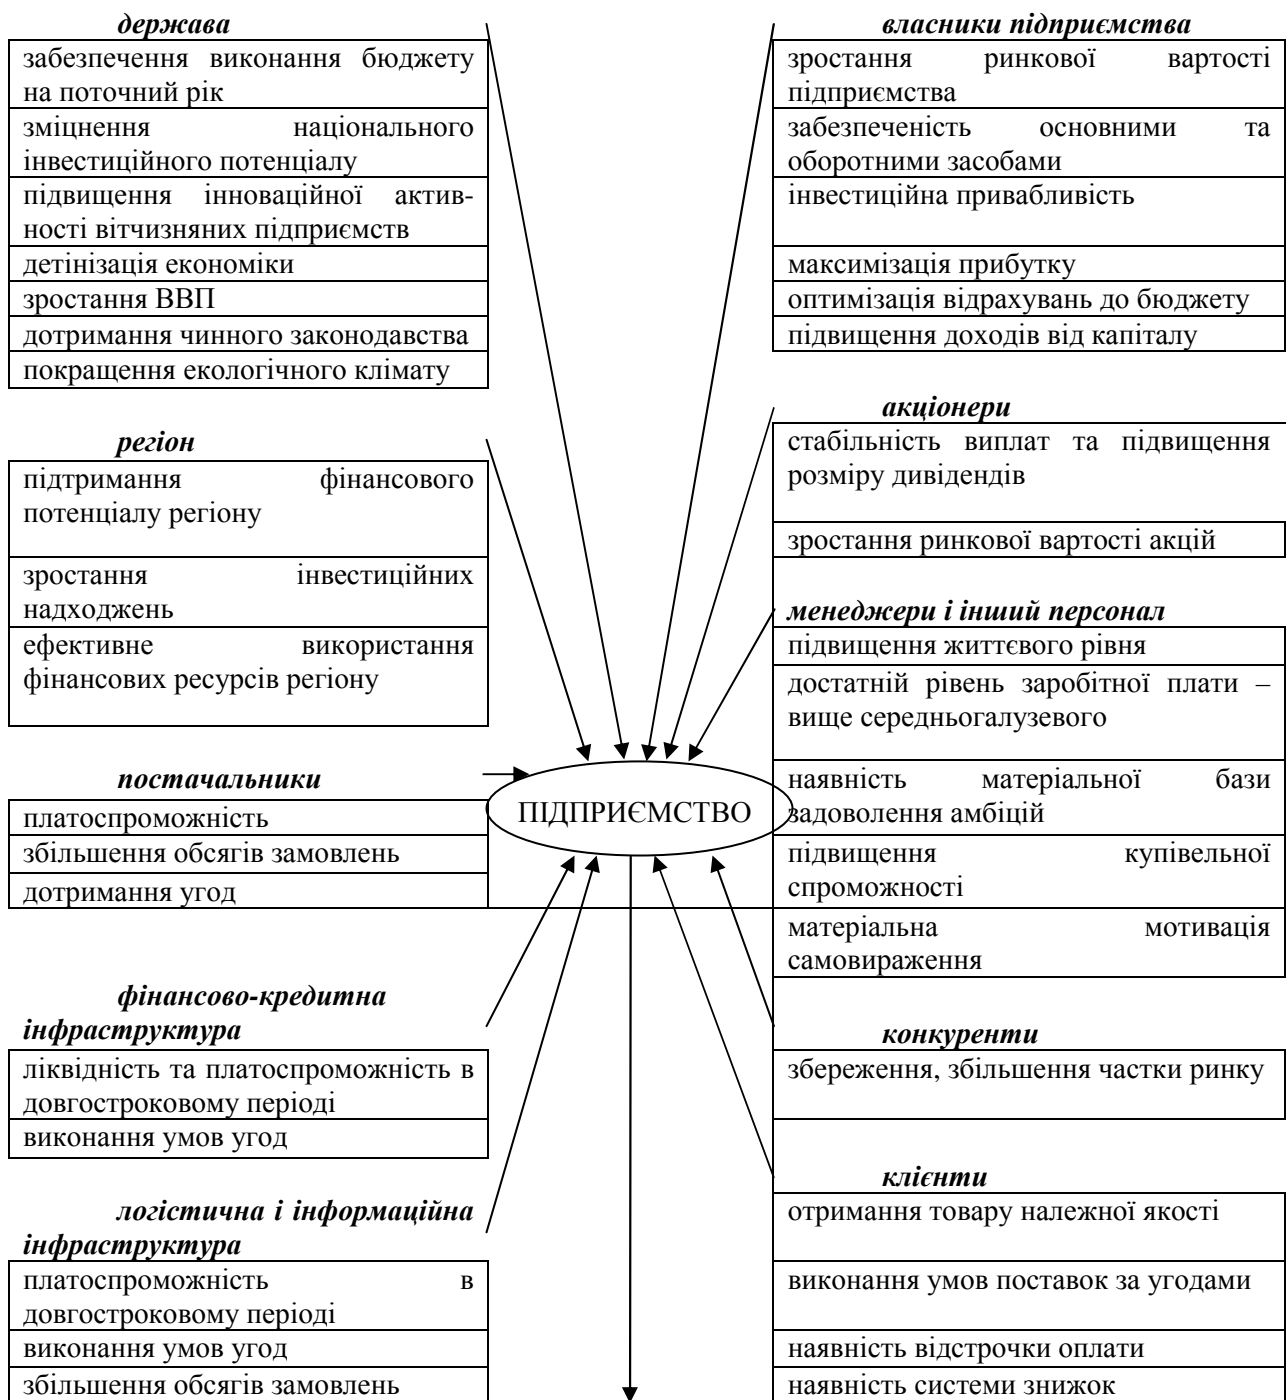 держава
забезпечення виконання бюджету
на поточний рік
зміцнення національного
інвестиційного потенціалу
підвищення інноваційної актив-
ності вітчизняних підприємств
детінізація економіки
зростання ВВП
дотримання чинного законодавства
покращення екологічного клімату
регіон
підтримання фінансового
потенціалу регіону
зростання інвестиційних
надходжень
ефективне використання
фінансових ресурсів регіону
постачальники
платоспроможність
збільшення обсягів замовлень
дотримання угод
фінансово-кредитна
інфраструктура
ліквідність та платоспроможність в
довгостроковому періоді
виконання умов угод
логістична і інформаційна
інфраструктура
платоспроможність в
довгостроковому періоді
виконання умов угод
збільшення обсягів замовлень
ПІДПРИЄМСТВО
власники підприємства
зростання ринкової вартості
підприємства
забезпеченість основними та
оборотними засобами
інвестиційна привабливість
максимізація прибутку
оптимізація відрахувань до бюджету
підвищення доходів від капіталу
акціонери
стабільність виплат та підвищення
розміру дивідендів
зростання ринкової вартості акцій
менеджери і інший персонал
підвищення життєвого рівня
достатній рівень заробітної плати –
вище середньогалузевого
наявність матеріальної бази
задоволення амбіцій
підвищення купівельної
спроможності
матеріальна мотивація
самовираження
конкуренти
збереження, збільшення частки ринку
клієнти
отримання товару належної якості
виконання умов поставок за угодами
наявність відстрочки оплати
наявність системи знижок